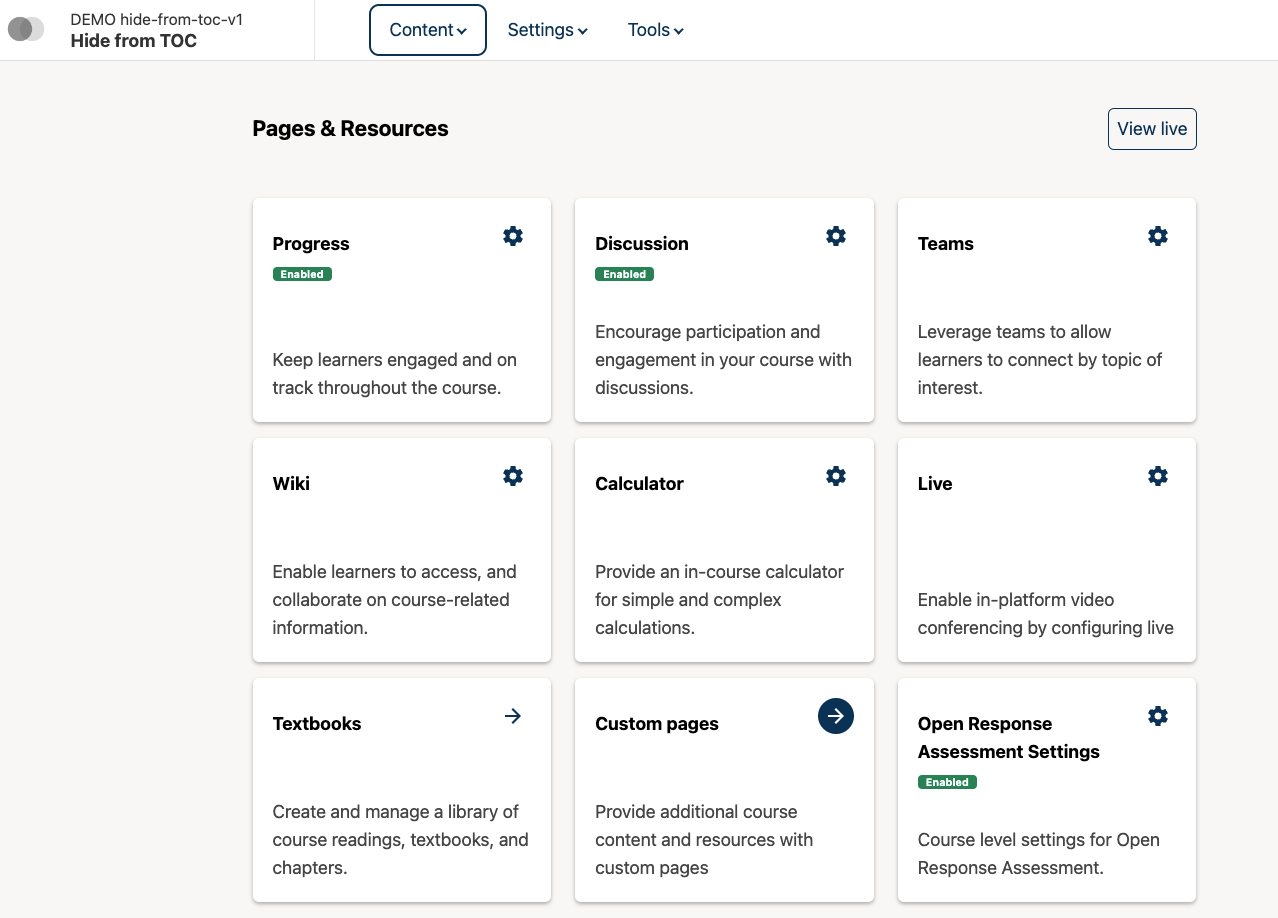 DEMO hide-from-toc-v1
Hide from TOC
Content
Settings
Tools
Pages & Resources
View live
Progress
Enabled
Keep learners engaged and on
track throughout the course.
Discussion
Enabled
Encourage participation and
engagement in your course with
discussions.
Teams
Leverage teams to allow
learners to connect by topic of
interest.
Wiki
Enable learners to access, and
collaborate on course-related
information.
Calculator
Provide an in-course calculator
for simple and complex
calculations.
Live
Enable in-platform video
conferencing by configuring live
Textbooks
Create and manage a library of
course readings, textbooks, and
chapters.
Custom pages
Provide additional course
content and resources with
custom pages
Open Response
Assessment Settings
Enabled
Course level settings for Open
Response Assessment.